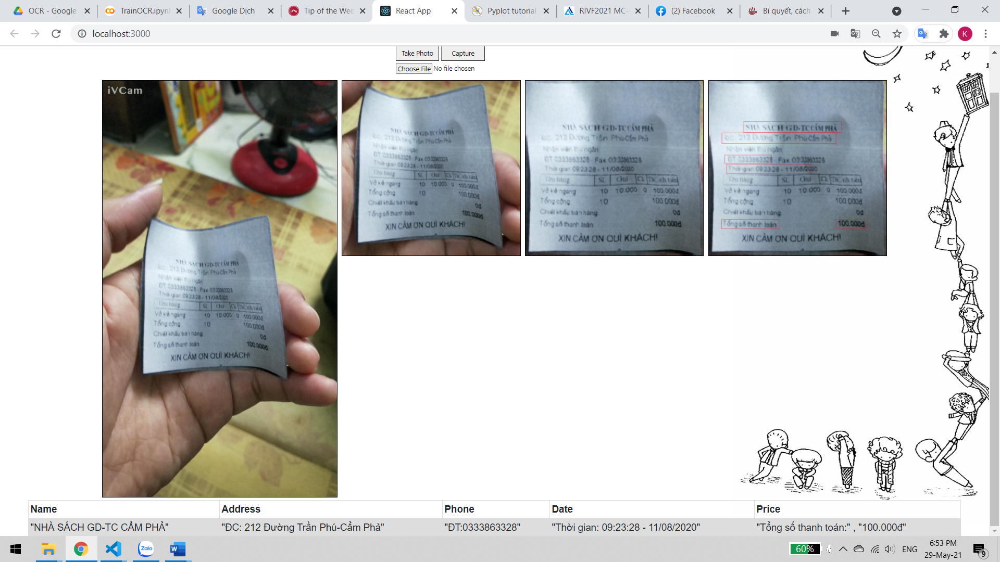 OCR - Google
TrainOCR.ipyn
Google Dịch
Tip of the Wee
React App
Pyplot tutorial
RIVF2021 MC-
(2) Facebook
Bí quyết, cách
localhost:3000
K
Take Photo
Capture
Choose File No file chosen
iVCam
NHÀ SÁCH GD-TC CẨM PHẢ
ĐC: 212 Đường Trần Phú-Cẩm Phả
Nhân viên thu ngân
ĐT:0333863328 - Fax 0333863328
Thời gian: 09:23:28 - 11/08/2020
Tên hàng SL Giá Ck Thành tiền
Vở kẻ ngang 10 10.000 0 100.000đ
Tổng cộng 10 100.000đ
Chiết khấu bán hàng 0đ
Tổng số thanh toán: 100.000đ
XIN CẢM ƠN QUÍ KHÁCH!
NHÀ SÁCH GD-TC CẨM PHẢ
ĐC: 212 Đường Trần Phú-Cẩm Phả
Nhân viên thu ngân
ĐT:0333863328 - Fax 0333863328
Thời gian: 09:23:28 - 11/08/2020
Tên hàng SL Giá Ck Thành tiền
Vở kẻ ngang 10 10.000 0 100.000đ
Tổng cộng 10 100.000đ
Chiết khấu bán hàng 0đ
Tổng số thanh toán: 100.000đ
XIN CẢM ƠN QUÍ KHÁCH!
NHÀ SÁCH GD-TC CẨM PHẢ
ĐC: 212 Đường Trần Phú-Cẩm Phả
Nhân viên thu ngân
ĐT:0333863328 - Fax 0333863328
Thời gian: 09:23:28 - 11/08/2020
Tên hàng SL Giá Ck Thành tiền
Vở kẻ ngang 10 10.000 0 100.000đ
Tổng cộng 10 100.000đ
Chiết khấu bán hàng 0đ
Tổng số thanh toán: 100.000đ
XIN CẢM ƠN QUÍ KHÁCH!
NHÀ SÁCH GD-TC CẨM PHẢ
ĐC: 212 Đường Trần Phú-Cẩm Phả
Nhân viên thu ngân
ĐT:0333863328 - Fax 0333863328
Thời gian: 09:23:28 - 11/08/2020
Tên hàng SL Giá Ck Thành tiền
Vở kẻ ngang 10 10.000 0 100.000đ
Tổng cộng 10 100.000đ
Chiết khấu bán hàng 0đ
Tổng số thanh toán: 100.000đ
XIN CẢM ƠN QUÍ KHÁCH!
Name Address Phone Date Price
"NHÀ SÁCH GD-TC CẨM PHẢ" "ĐC: 212 Đường Trần Phú-Cẩm Phả" "ĐT:0333863328" "Thời gian: 09:23:28 - 11/08/2020" "Tổng số thanh toán:" , "100.000đ"
Zalo
W
60%
ENG
6:53 PM
29-May-21
9